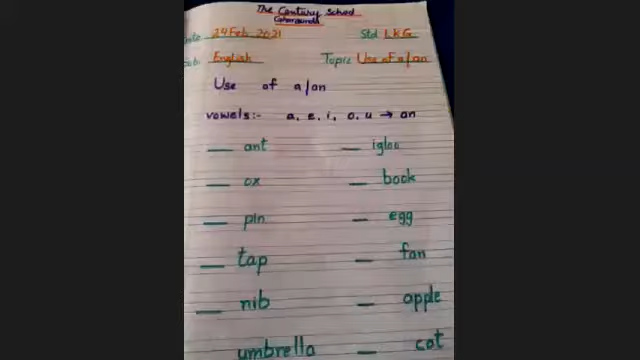 The Century School
Date 24 Feb 2021 Std LKG
Sub: English Topic Use of a/an
Use of a/an
vowels:- a, e, i, o, u → an
__ ant __ igloo
__ ox __ book
__ pin __ egg
__ tap __ fan
__ nib __ apple
umbrella __ cot